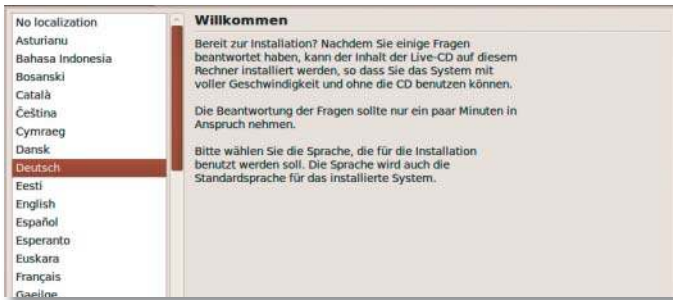 No localization
Asturianu
Bahasa Indonesia
Bosanski
Català
Čeština
Cymraeg
Dansk
Deutsch
Eesti
English
Español
Esperanto
Euskara
Français
Gaeilge
Willkommen
Bereit zur Installation? Nachdem Sie einige Fragen
beantwortet haben, kann der Inhalt der Live-CD auf diesem
Rechner installiert werden, so dass Sie das System mit
voller Geschwindigkeit und ohne die CD benutzen können.
Die Beantwortung der Fragen sollte nur ein paar Minuten in
Anspruch nehmen.
Bitte wählen Sie die Sprache, die für die Installation
benutzt werden soll. Die Sprache wird auch die
Standardsprache für das installierte System.